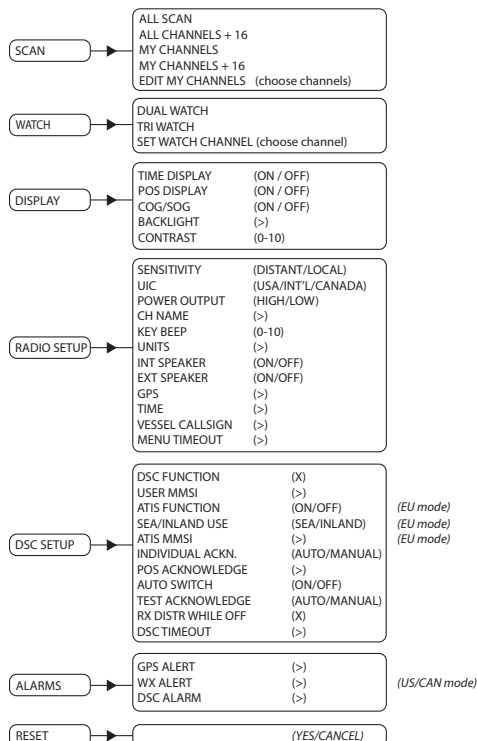 SCAN
ALL SCAN
ALL CHANNELS + 16
MY CHANNELS
MY CHANNELS + 16
EDIT MY CHANNELS (choose channels)
WATCH
DUAL WATCH
TRI WATCH
SET WATCH CHANNEL (choose channel)
DISPLAY
TIME DISPLAY (ON / OFF)
POS DISPLAY (ON / OFF)
COG/SOG (ON / OFF)
BACKLIGHT (>)
CONTRAST (0-10)
RADIO SETUP
SENSITIVITY (DISTANT/LOCAL)
UIC (USA/INT'L/CANADA)
POWER OUTPUT (HIGH/LOW)
CH NAME (>)
KEY BEEP (0-10)
UNITS (>)
INT SPEAKER (ON/OFF)
EXT SPEAKER (ON/OFF)
GPS (>)
TIME (>)
VESSEL CALLSIGN (>)
MENU TIMEOUT (>)
DSC SETUP
DSC FUNCTION (X)
USER MMSI (>)
ATIS FUNCTION (ON/OFF) (EU mode)
SEA/INLAND USE (SEA/INLAND) (EU mode)
ATIS MMSI (>) (EU mode)
INDIVIDUAL ACKN. (AUTO/MANUAL)
POS ACKNOWLEDGE (>)
AUTO SWITCH (ON/OFF)
TEST ACKNOWLEDGE (AUTO/MANUAL)
RX DISTR WHILE OFF (X)
DSC TIMEOUT (>)
ALARMS
GPS ALERT (>)
WX ALERT (>) (US/CAN mode)
DSC ALARM (>)
RESET (YES/CANCEL)